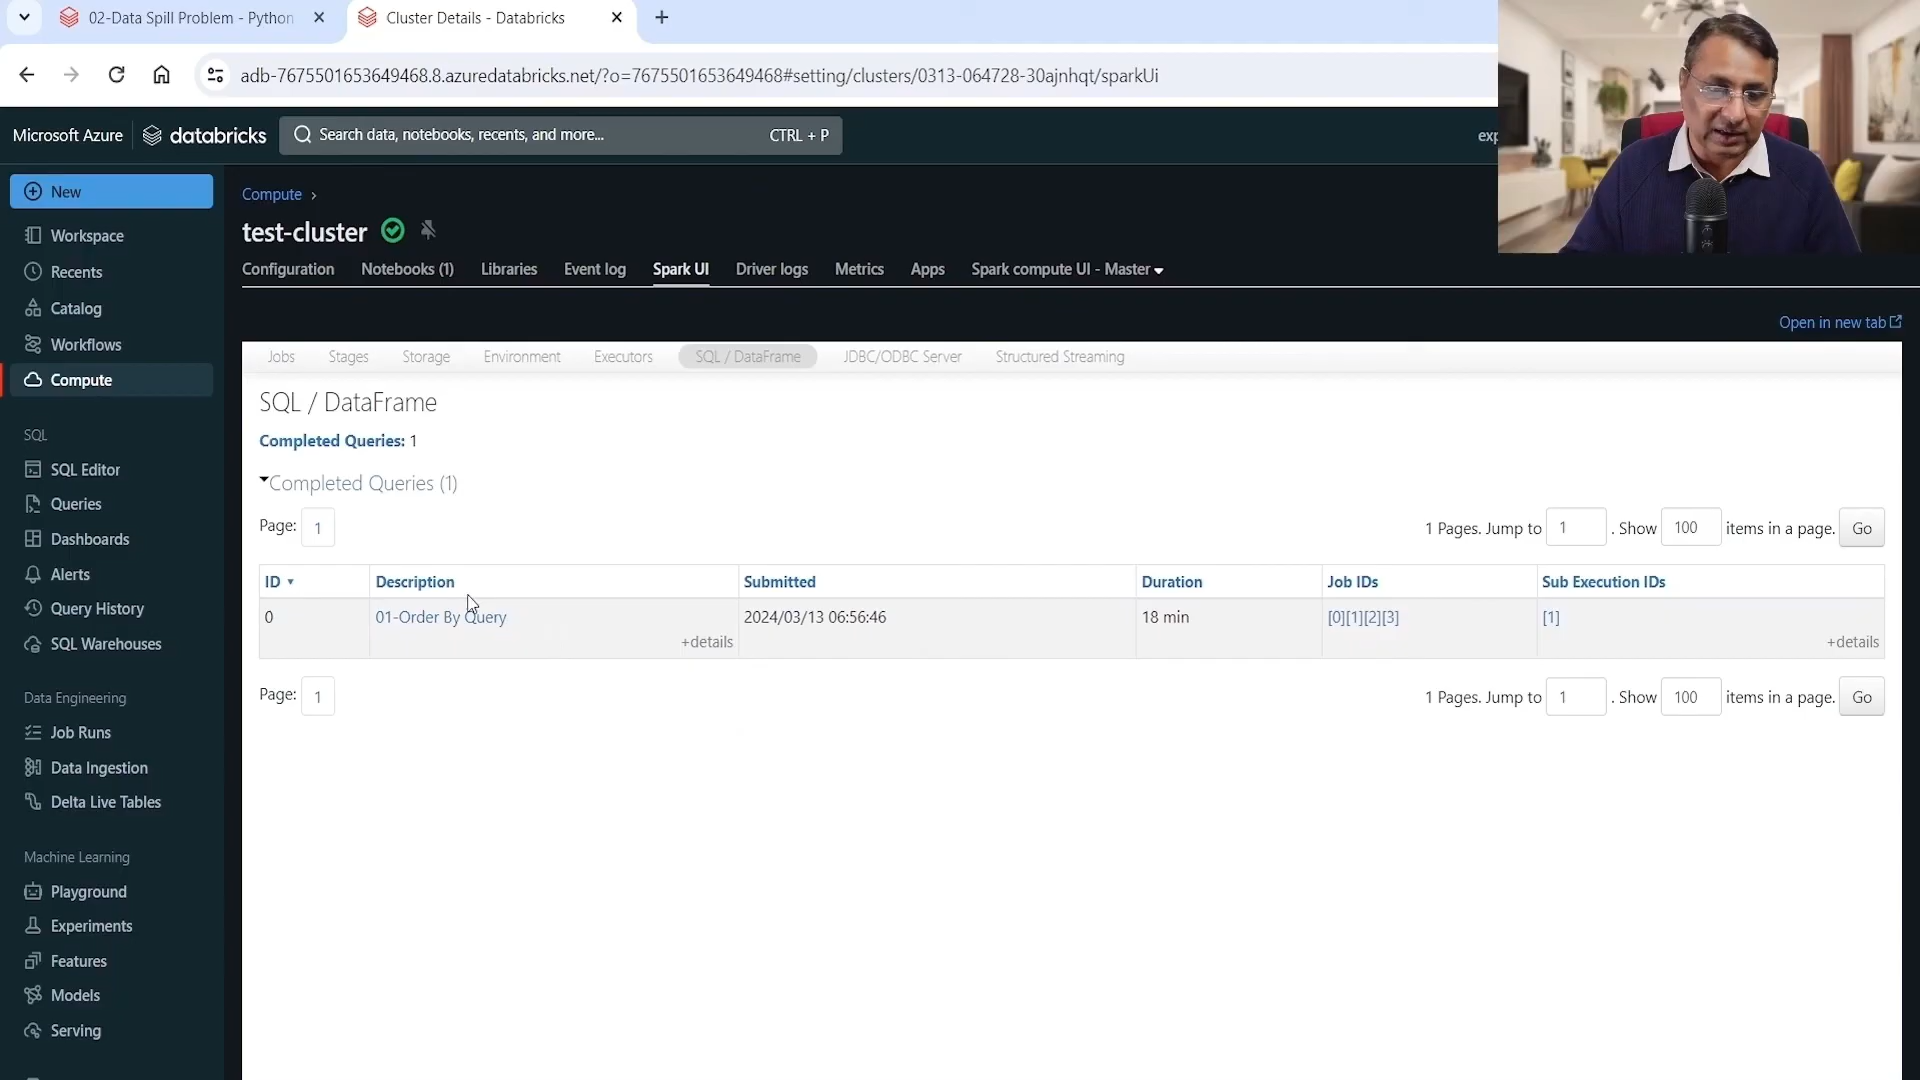 02-Data Spill Problem - Python
Cluster Details - Databricks
adb-7675501653649468.8.azuredatabricks.net/?o=7675501653649468#setting/clusters/0313-064728-30ajnhqt/sparkUi
Microsoft Azure
databricks
Search data, notebooks, recents, and more...
CTRL + P
exp
New
Workspace
Recents
Catalog
Workflows
Compute
SQL
SQL Editor
Queries
Dashboards
Alerts
Query History
SQL Warehouses
Data Engineering
Job Runs
Data Ingestion
Delta Live Tables
Machine Learning
Playground
Experiments
Features
Models
Serving
Compute
test-cluster
Configuration Notebooks (1) Libraries Event log Spark UI Driver logs Metrics Apps Spark compute UI - Master
Open in new tab
Jobs Stages Storage Environment Executors SQL / DataFrame JDBC/ODBC Server Structured Streaming
SQL / DataFrame
Completed Queries: 1
Completed Queries (1)
Page: 1
1 Pages. Jump to 1 . Show 100 items in a page. Go
ID Description Submitted Duration Job IDs Sub Execution IDs
0 01-Order By Query 2024/03/13 06:56:46 18 min [0][1][2][3] [1]
+details +details
Page: 1
1 Pages. Jump to 1 . Show 100 items in a page. Go